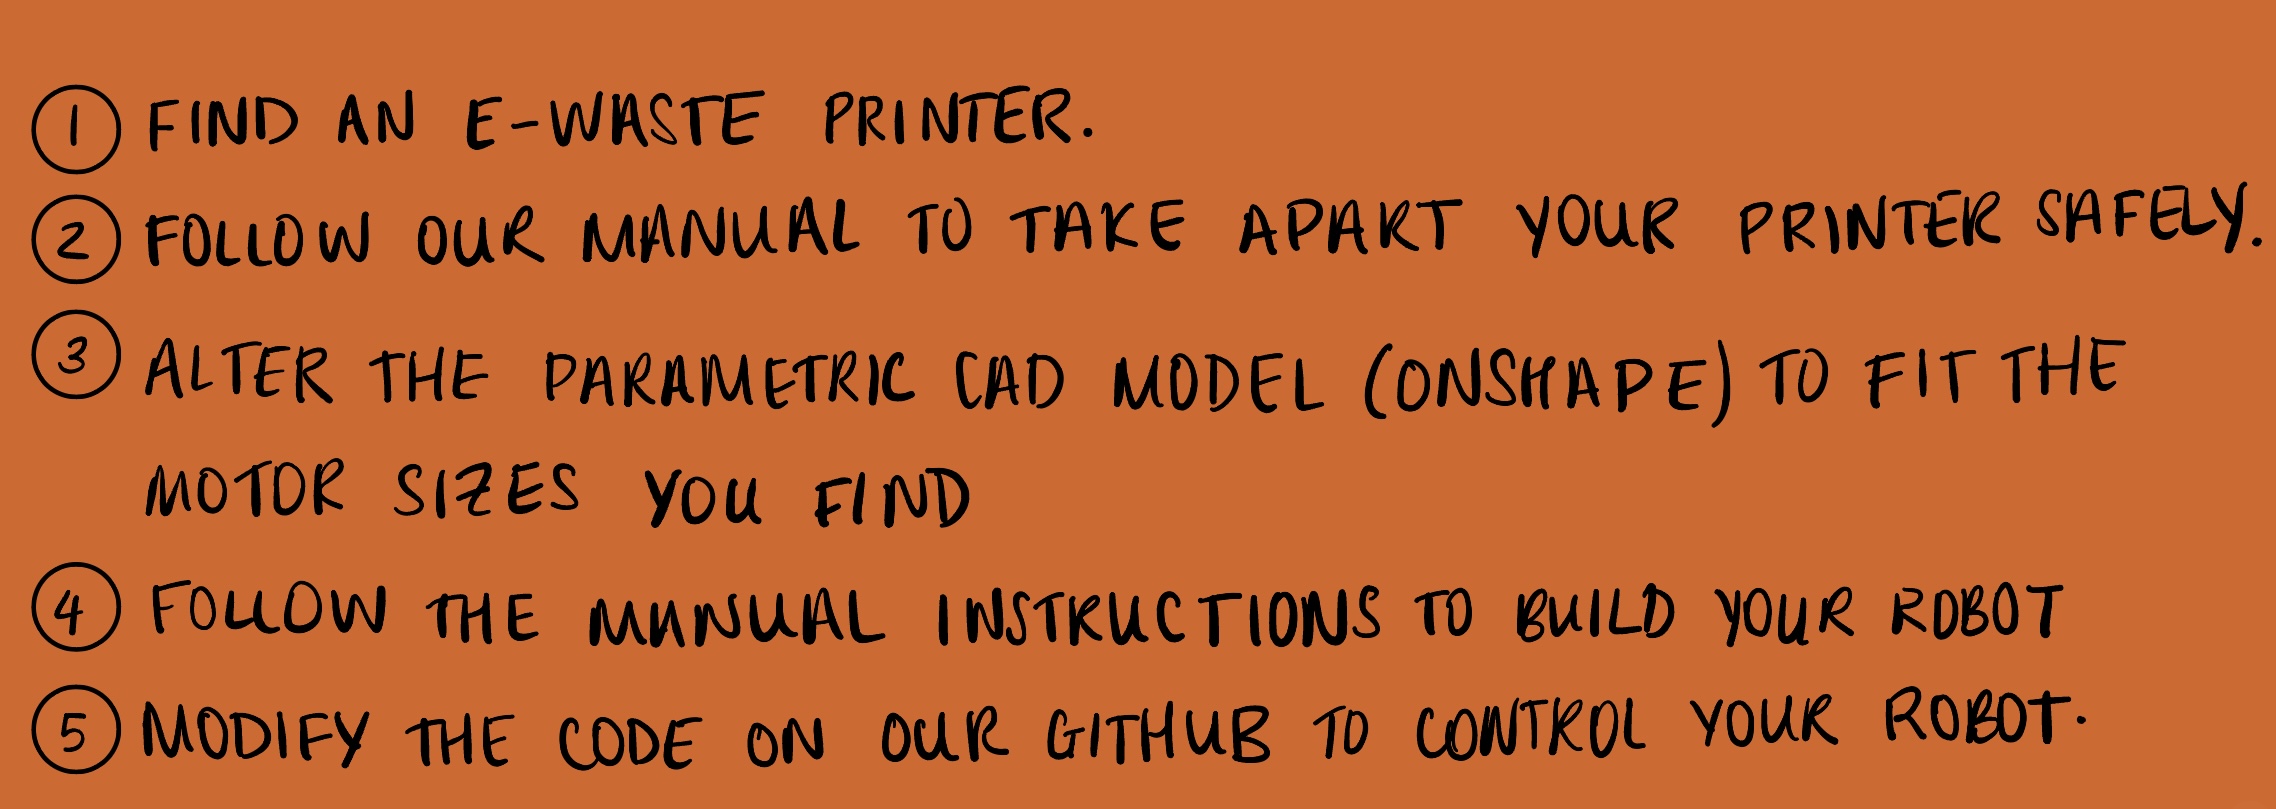 ① FIND AN E-WASTE PRINTER.
② FOLLOW OUR MANUAL TO TAKE APART YOUR PRINTER SAFELY.
③ ALTER THE PARAMETRIC CAD MODEL (ONSHAPE) TO FIT THE
MOTOR SIZES YOU FIND
④ FOLLOW THE MANUAL INSTRUCTIONS TO BUILD YOUR ROBOT
⑤ MODIFY THE CODE ON OUR GITHUB TO CONTROL YOUR ROBOT.